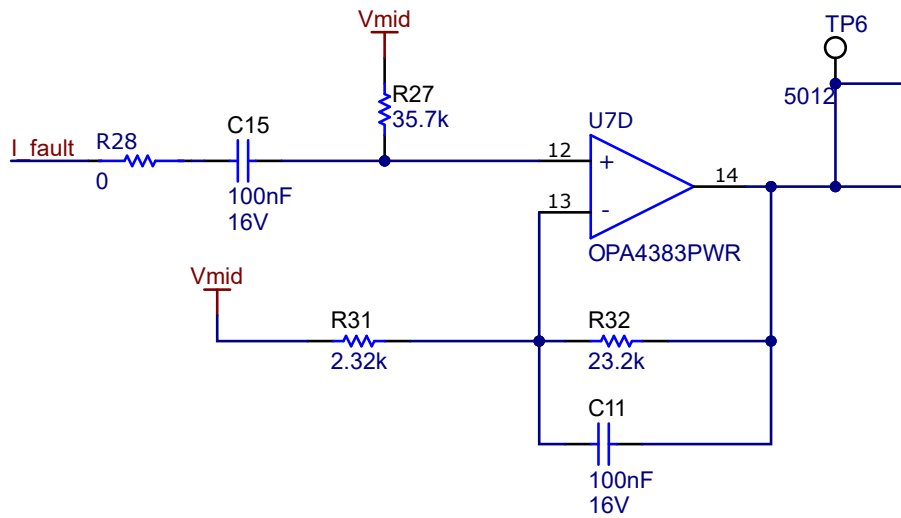 Vmid
TP6
R27
35.7k
5012
I_fault
R28
0
C15
100nF
16V
U7D
12
+
13
-
14
OPA4383PWR
Vmid
R31
2.32k
R32
23.2k
C11
100nF
16V